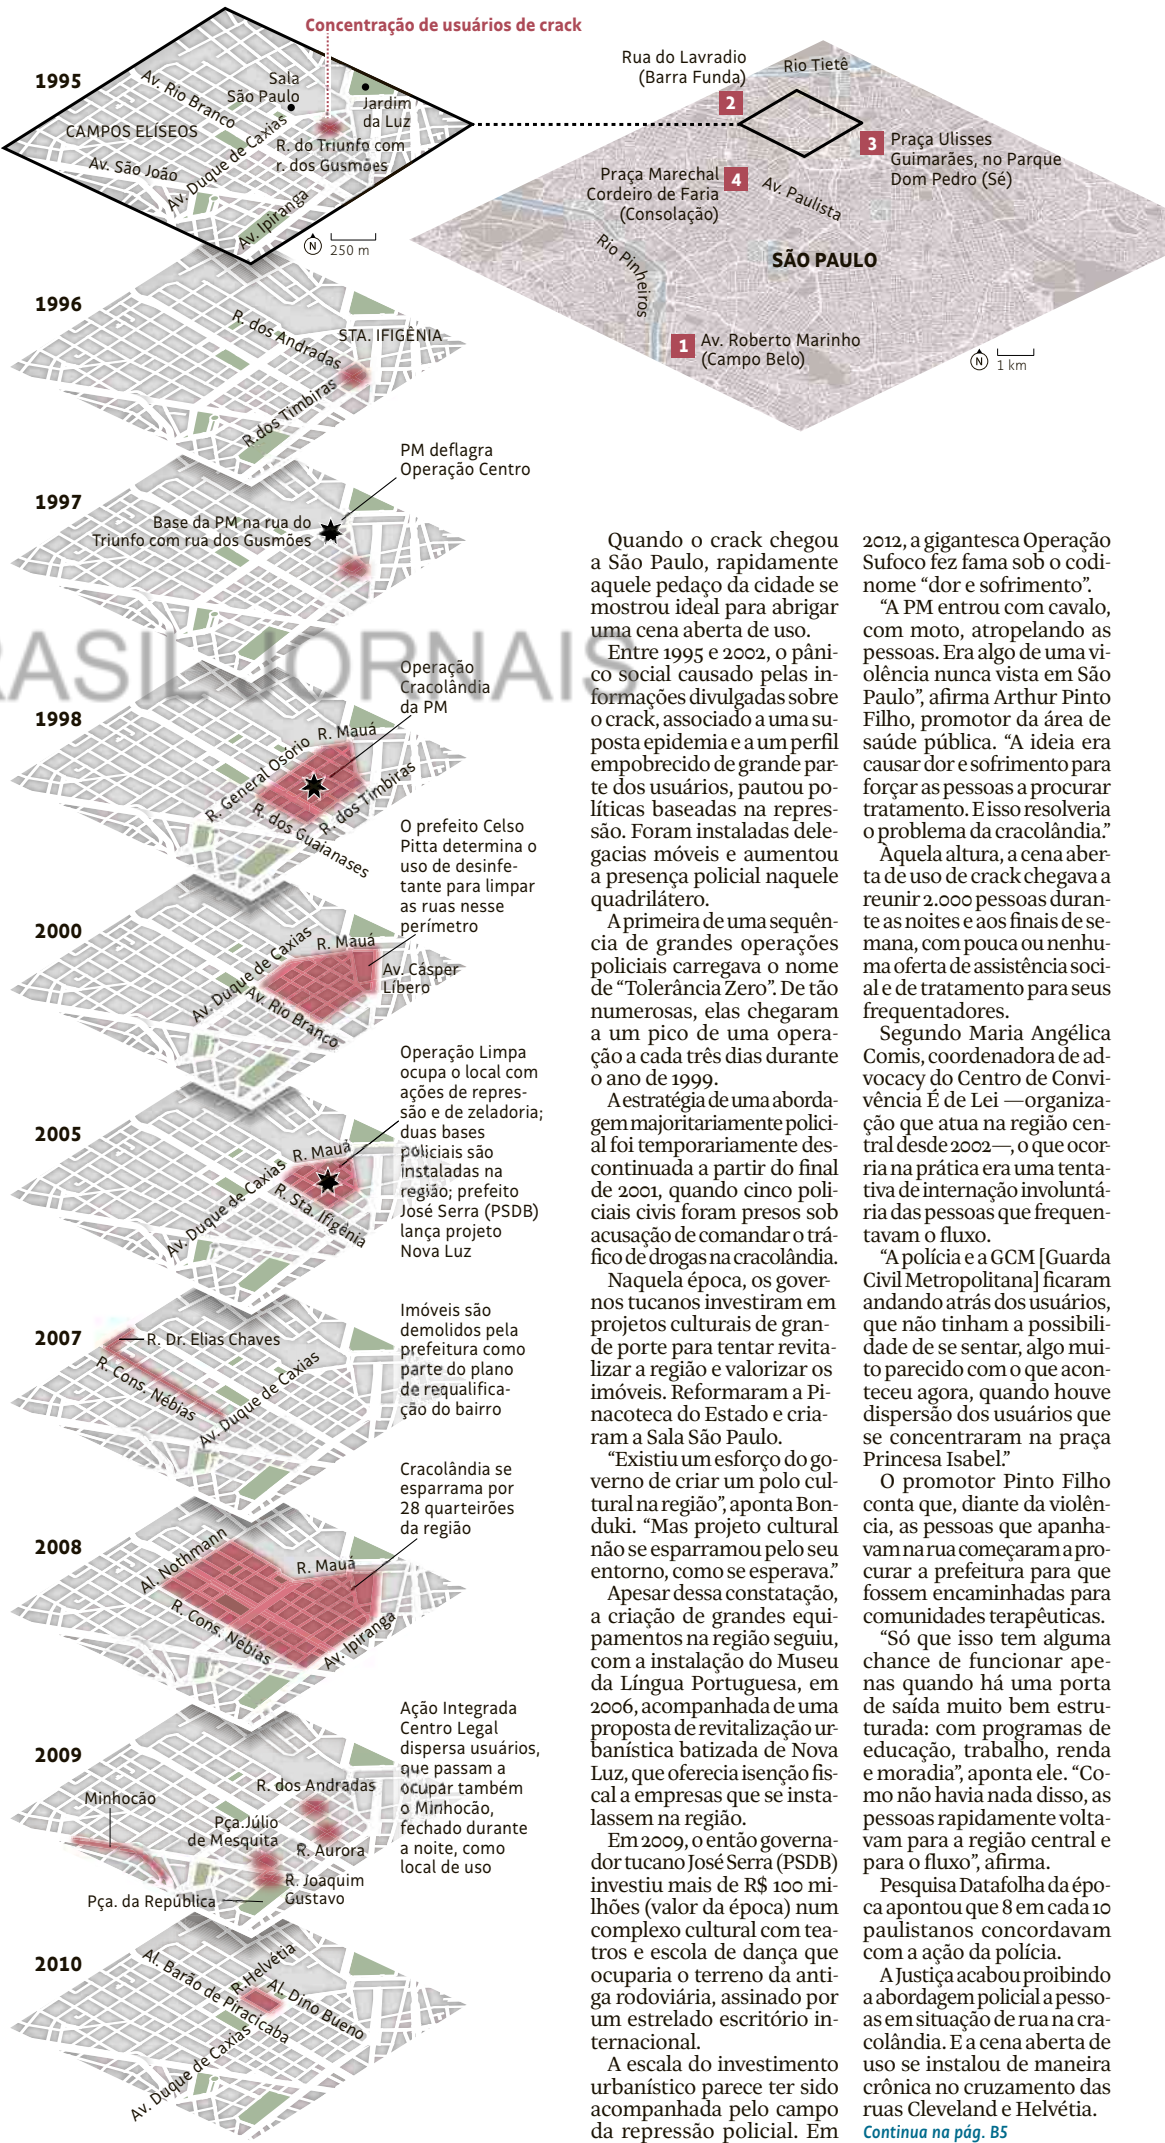 Concentração de usuários de crack
1995
Av. Rio Branco
Sala
São Paulo
Jardim
da Luz
CAMPOS ELÍSEOS
R. do Triunfo com
r. dos Gusmões
Av. Duque de Caxias
Av. São João
Av. Ipiranga
N
250 m
Rua do Lavradio
(Barra Funda)
2
Rio Tietê
3
Praça Ulisses
Guimarães, no Parque
Dom Pedro (Sé)
Praça Marechal
Cordeiro de Faria
(Consolação)
4
Av. Paulista
SÃO PAULO
Rio Pinheiros
1
Av. Roberto Marinho
(Campo Belo)
N
1 km
1996
R. dos Andradas
STA. IFIGÊNIA
R.dos Timbiras
1997
PM deflagra
Operação Centro
Base da PM na rua do
Triunfo com rua dos Gusmões
BRASIL JORNAIS
1998
Operação
Cracolândia
da PM
R. Mauá
R. General Osório
R. dos Timbiras
R. dos Guaianases
2000
O prefeito Celso
Pitta determina o
uso de desinfe-
tante para limpar
as ruas nesse
perímetro
R. Mauá
Av. Duque de Caxias
Av. Cásper
Líbero
Av. Rio Branco
2005
Operação Limpa
ocupa o local com
ações de repres-
são e de zeladoria;
duas bases
policiais são
instaladas na
região; prefeito
José Serra (PSDB)
lança projeto
Nova Luz
R. Mauá
Av. Duque de Caxias
R. Sta. Ifigênia
2007
Imóveis são
demolidos pela
prefeitura como
parte do plano
de requalifica-
ção do bairro
R. Dr. Elias Chaves
R. Cons. Nébias
Av. Duque de Caxias
2008
Cracolândia se
esparrama por
28 quarteirões
da região
Al. Nothmann
R. Mauá
R. Cons. Nébias
Av. Ipiranga
2009
Ação Integrada
Centro Legal
dispersa usuários,
que passam a
ocupar também
o Minhocão,
fechado durante
a noite, como
local de uso
R. dos Andradas
Minhocão
Pça.Júlio
de Mesquita
R. Aurora
R. Joaquim
Gustavo
Pça. da República
2010
R.Helvétia
Al. Barão de Piracicaba
Al. Dino Bueno
Av. Duque de Caxias
Quando o crack chegou
a São Paulo, rapidamente
aquele pedaço da cidade se
mostrou ideal para abrigar
uma cena aberta de uso.
Entre 1995 e 2002, o pâni-
co social causado pelas in-
formações divulgadas sobre
o crack, associado a uma su-
posta epidemia e a um perfil
empobrecido de grande par-
te dos usuários, pautou po-
líticas baseadas na repres-
são. Foram instaladas dele-
gacias móveis e aumentou
a presença policial naquele
quadrilátero.
A primeira de uma sequên-
cia de grandes operações
policiais carregava o nome
de “Tolerância Zero”. De tão
numerosas, elas chegaram
a um pico de uma opera-
ção a cada três dias durante
o ano de 1999.
A estratégia de uma aborda-
gem majoritariamente polici-
al foi temporariamente des-
continuada a partir do final
de 2001, quando cinco poli-
ciais civis foram presos sob
acusação de comandar o trá-
fico de drogas na cracolândia.
Naquela época, os gover-
nos tucanos investiram em
projetos culturais de gran-
de porte para tentar revita-
lizar a região e valorizar os
imóveis. Reformaram a Pi-
nacoteca do Estado e cria-
ram a Sala São Paulo.
“Existiu um esforço do go-
verno de criar um polo cul-
tural na região”, aponta Bon-
duki. “Mas projeto cultural
não se esparramou pelo seu
entorno, como se esperava.”
Apesar dessa constatação,
a criação de grandes equi-
pamentos na região seguiu,
com a instalação do Museu
da Língua Portuguesa, em
2006, acompanhada de uma
proposta de revitalização ur-
banística batizada de Nova
Luz, que oferecia isenção fis-
cal a empresas que se insta-
lassem na região.
Em 2009, o então governa-
dor tucano José Serra (PSDB)
investiu mais de R$ 100 mi-
lhões (valor da época) num
complexo cultural com tea-
tros e escola de dança que
ocuparia o terreno da anti-
ga rodoviária, assinado por
um estrelado escritório in-
ternacional.
A escala do investimento
urbanístico parece ter sido
acompanhada pelo campo
da repressão policial. Em
2012, a gigantesca Operação
Sufoco fez fama sob o codi-
nome “dor e sofrimento”.
“A PM entrou com cavalo,
com moto, atropelando as
pessoas. Era algo de uma vi-
olência nunca vista em São
Paulo”, afirma Arthur Pinto
Filho, promotor da área de
saúde pública. “A ideia era
causar dor e sofrimento para
forçar as pessoas a procurar
tratamento. E isso resolveria
o problema da cracolândia.”
Àquela altura, a cena aber-
ta de uso de crack chegava a
reunir 2.000 pessoas duran-
te as noites e aos finais de se-
mana, com pouca ou nenhu-
ma oferta de assistência soci-
al e de tratamento para seus
frequentadores.
Segundo Maria Angélica
Comis, coordenadora de ad-
vocacy do Centro de Convi-
vência É de Lei —organiza-
ção que atua na região cen-
tral desde 2002—, o que ocor-
ria na prática era uma tenta-
tiva de internação involuntá-
ria das pessoas que frequen-
tavam o fluxo.
“A polícia e a GCM [Guarda
Civil Metropolitana] ficaram
andando atrás dos usuários,
que não tinham a possibili-
dade de se sentar, algo mui-
to parecido com o que acon-
teceu agora, quando houve
dispersão dos usuários que
se concentraram na praça
Princesa Isabel.”
O promotor Pinto Filho
conta que, diante da violên-
cia, as pessoas que apanha-
vam na rua começaram a pro-
curar a prefeitura para que
fossem encaminhadas para
comunidades terapêuticas.
“Só que isso tem alguma
chance de funcionar ape-
nas quando há uma porta
de saída muito bem estru-
turada: com programas de
educação, trabalho, renda
e moradia”, aponta ele. “Co-
mo não havia nada disso, as
pessoas rapidamente volta-
vam para a região central e
para o fluxo”, afirma.
Pesquisa Datafolha da épo-
ca apontou que 8 em cada 10
paulistanos concordavam
com a ação da polícia.
A Justiça acabou proibindo
a abordagem policial a pesso-
as em situação de rua na cra-
colândia. E a cena aberta de
uso se instalou de maneira
crônica no cruzamento das
ruas Cleveland e Helvétia.
Continua na pág. B5